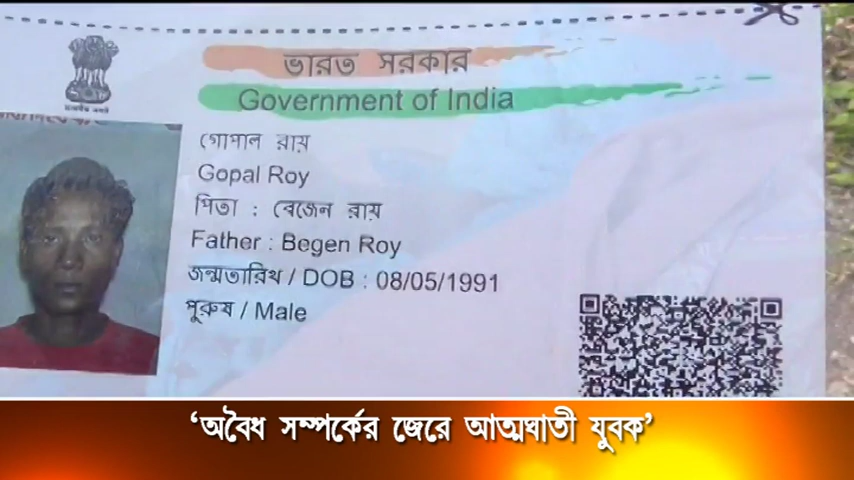 ভারত সরকার
Government of India
গোপাল রায়
Gopal Roy
পিতা : বেজেন রায়
Father : Begen Roy
জন্মতারিখ / DOB : 08/05/1991
পুরুষ / Male
‘অবৈধ সম্পর্কের জেরে আত্মঘাতী যুবক’